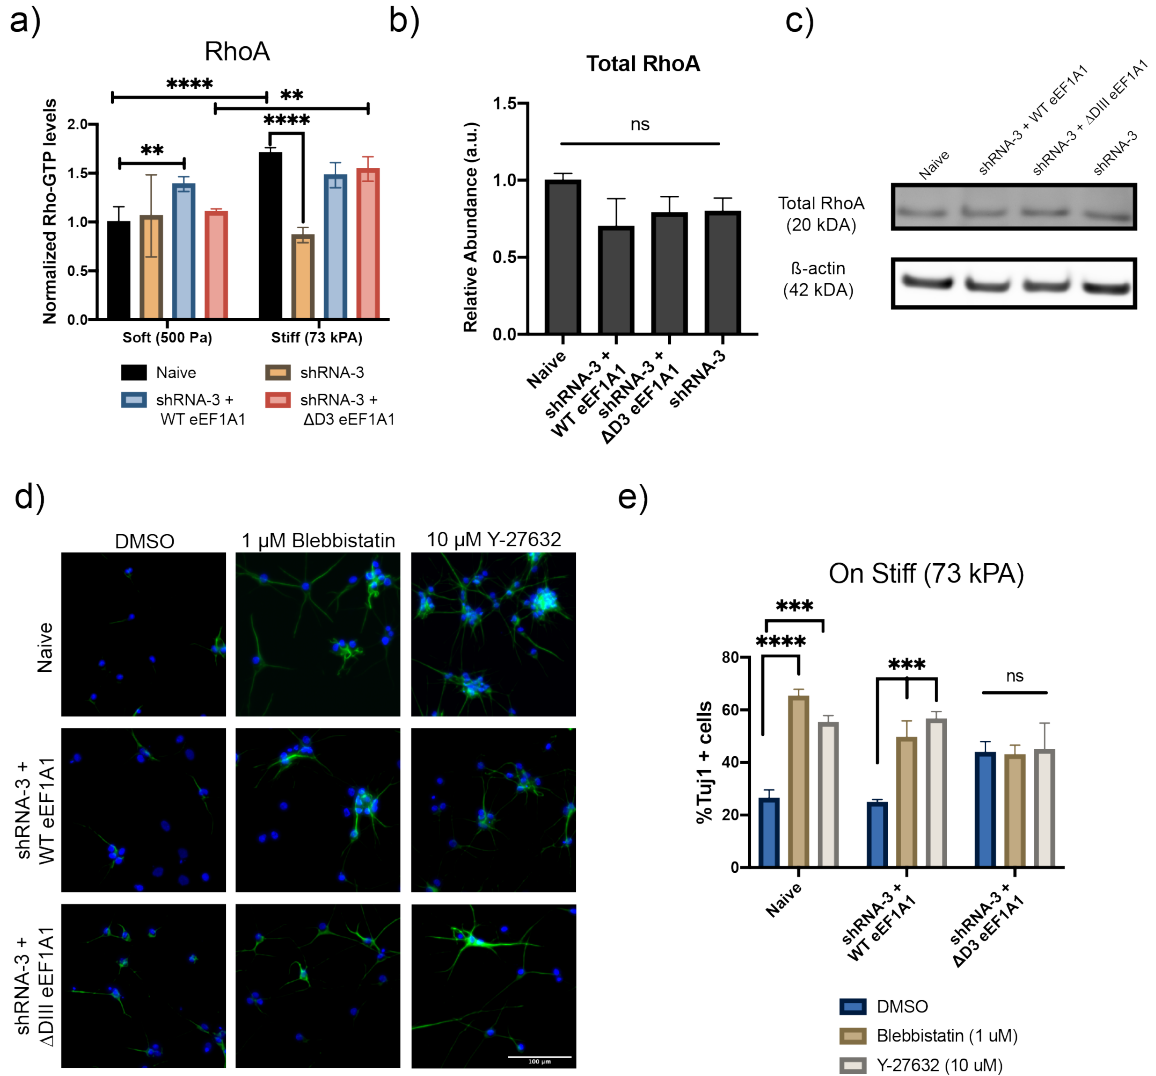 a)
RhoA
****
**
****
**
Normalized Rho-GTP levels
2.0
1.5
1.0
0.5
0.0
Soft (500 Pa)
Stiff (73 kPA)
Naive
shRNA-3
shRNA-3 +
WT eEF1A1
shRNA-3 +
ΔD3 eEF1A1
b)
Total RhoA
Relative Abundance (a.u.)
1.5
1.0
0.5
0.0
ns
Naive
shRNA-3 +
WT eEF1A1
shRNA-3 +
ΔD3 eEF1A1
shRNA-3
c)
Naive
shRNA-3 + WT eEF1A1
shRNA-3 + ΔDIII eEF1A1
shRNA-3
Total RhoA
(20 kDA)
ß-actin
(42 kDA)
d)
DMSO
1 µM Blebbistatin
10 µM Y-27632
Naive
shRNA-3 +
WT eEF1A1
shRNA-3 +
ΔDIII eEF1A1
100 µm
e)
On Stiff (73 kPA)
***
****
***
ns
%Tuj1 + cells
80
60
40
20
0
Naive
shRNA-3 +
WT eEF1A1
shRNA-3 +
ΔD3 eEF1A1
DMSO
Blebbistatin (1 uM)
Y-27632 (10 uM)